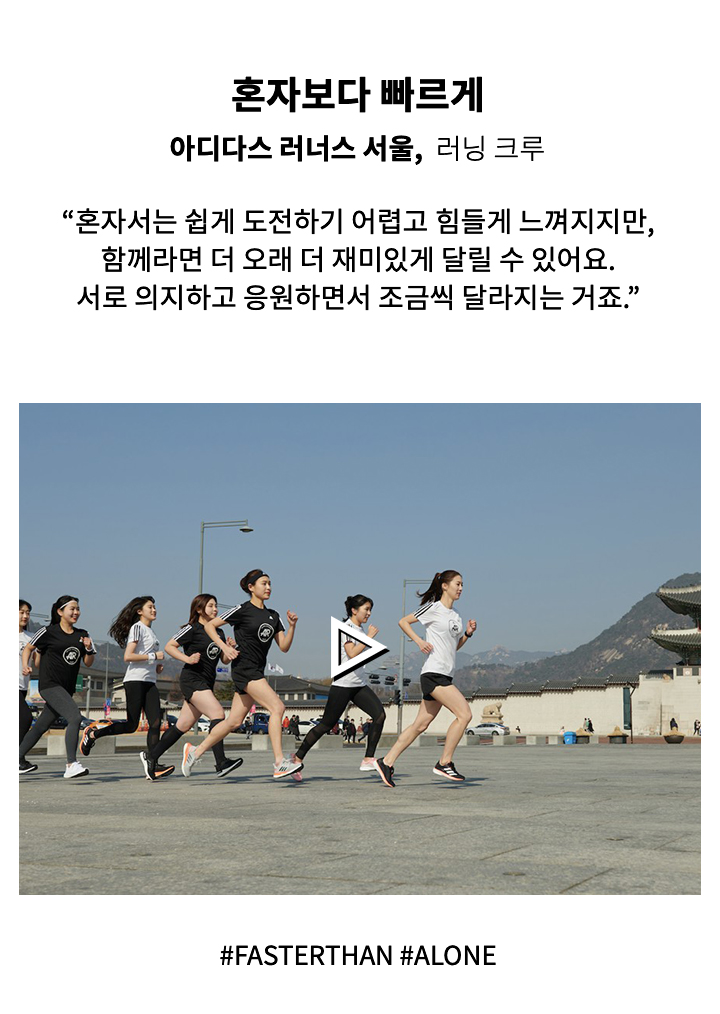 혼자보다 빠르게
아디다스 러너스 서울, 러닝 크루
“혼자서는 쉽게 도전하기 어렵고 힘들게 느껴지지만,
함께라면 더 오래 더 재미있게 달릴 수 있어요.
서로 의지하고 응원하면서 조금씩 달라지는 거죠.”
#FASTERTHAN #ALONE